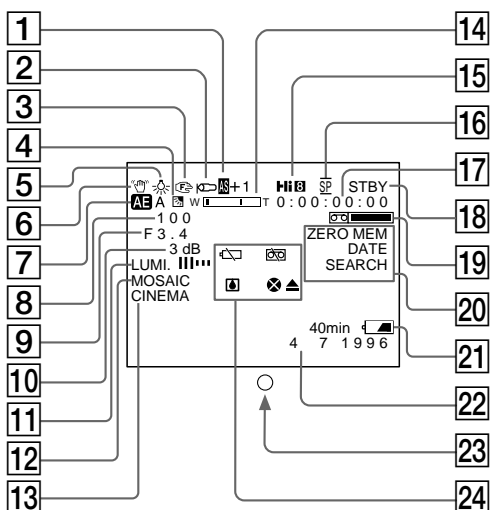 1
2
3
4
5
6
7
8
9
10
11
12
13
14
15
16
17
18
19
20
21
22
23
24
AS+1
Hi8
SP
STBY
AE A
W
T
0:00:00:00
100
F3.4
3 dB
LUMI.
MOSAIC
CINEMA
ZERO MEM
DATE
SEARCH
40min
4 7 1996